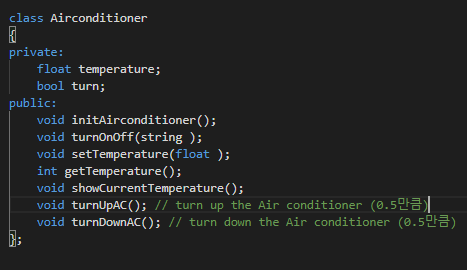 class Airconditioner
{
private:
    float temperature;
    bool turn;
public:
    void initAirconditioner();
    void turnOnOff(string );
    void setTemperature(float );
    int getTemperature();
    void showCurrentTemperature();
    void turnUpAC(); // turn up the Air conditioner (0.5만큼)
    void turnDownAC(); // turn down the Air conditioner (0.5만큼)
};